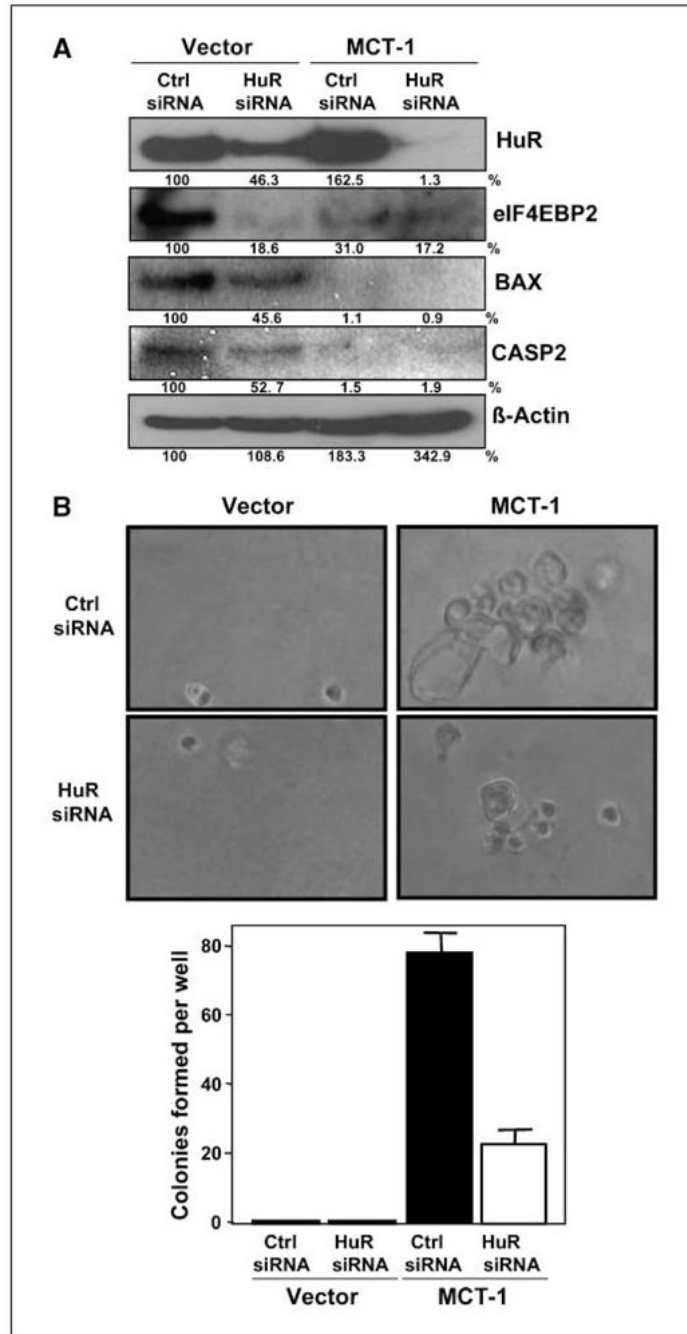 A
Vector MCT-1
Ctrl siRNA HuR siRNA Ctrl siRNA HuR siRNA
HuR
100 46.3 162.5 1.3 %
eIF4EBP2
100 18.6 31.0 17.2 %
BAX
100 45.6 1.1 0.9 %
CASP2
100 52. 7 1.5 1.9 %
ß-Actin
100 108.6 183.3 342.9 %
B
Vector MCT-1
Ctrl
siRNA
HuR
siRNA
Colonies formed per well
80
60
40
20
0
Ctrl HuR Ctrl HuR
siRNA siRNA siRNA siRNA
Vector MCT-1